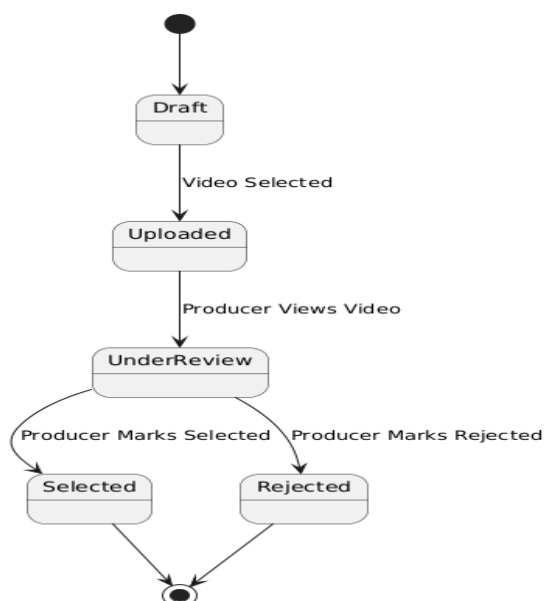 Draft
Video Selected
Uploaded
Producer Views Video
UnderReview
Producer Marks Selected
Producer Marks Rejected
Selected
Rejected